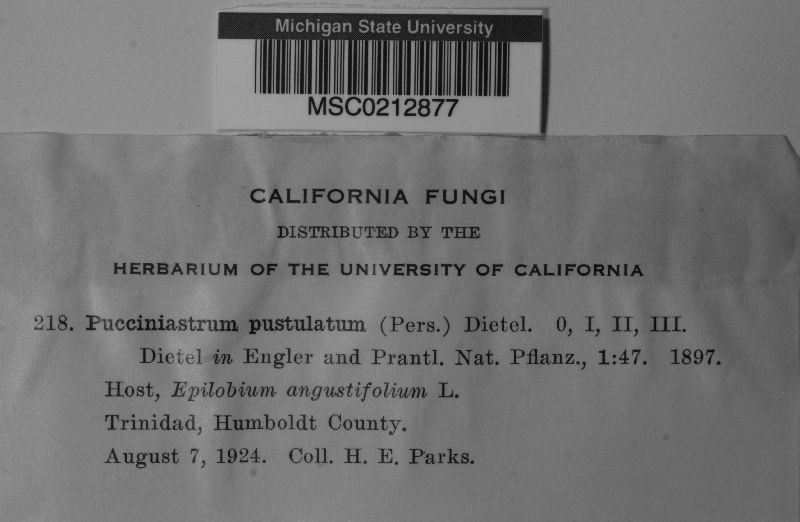 Michigan State University
MSC0212877
CALIFORNIA FUNGI
DISTRIBUTED BY THE
HERBARIUM OF THE UNIVERSITY OF CALIFORNIA
218. Pucciniastrum pustulatum (Pers.) Dietel. 0, I, II, III.
Dietel in Engler and Prantl. Nat. Pflanz., 1:47. 1897.
Host, Epilobium angustifolium L.
Trinidad, Humboldt County.
August 7, 1924. Coll. H. E. Parks.